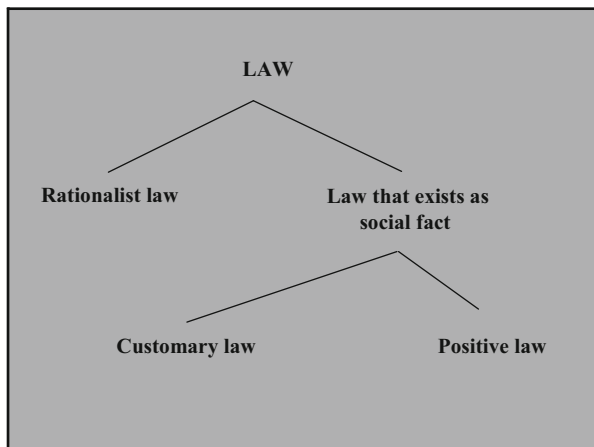 LAW
Rationalist law
Law that exists as
social fact
Customary law
Positive law